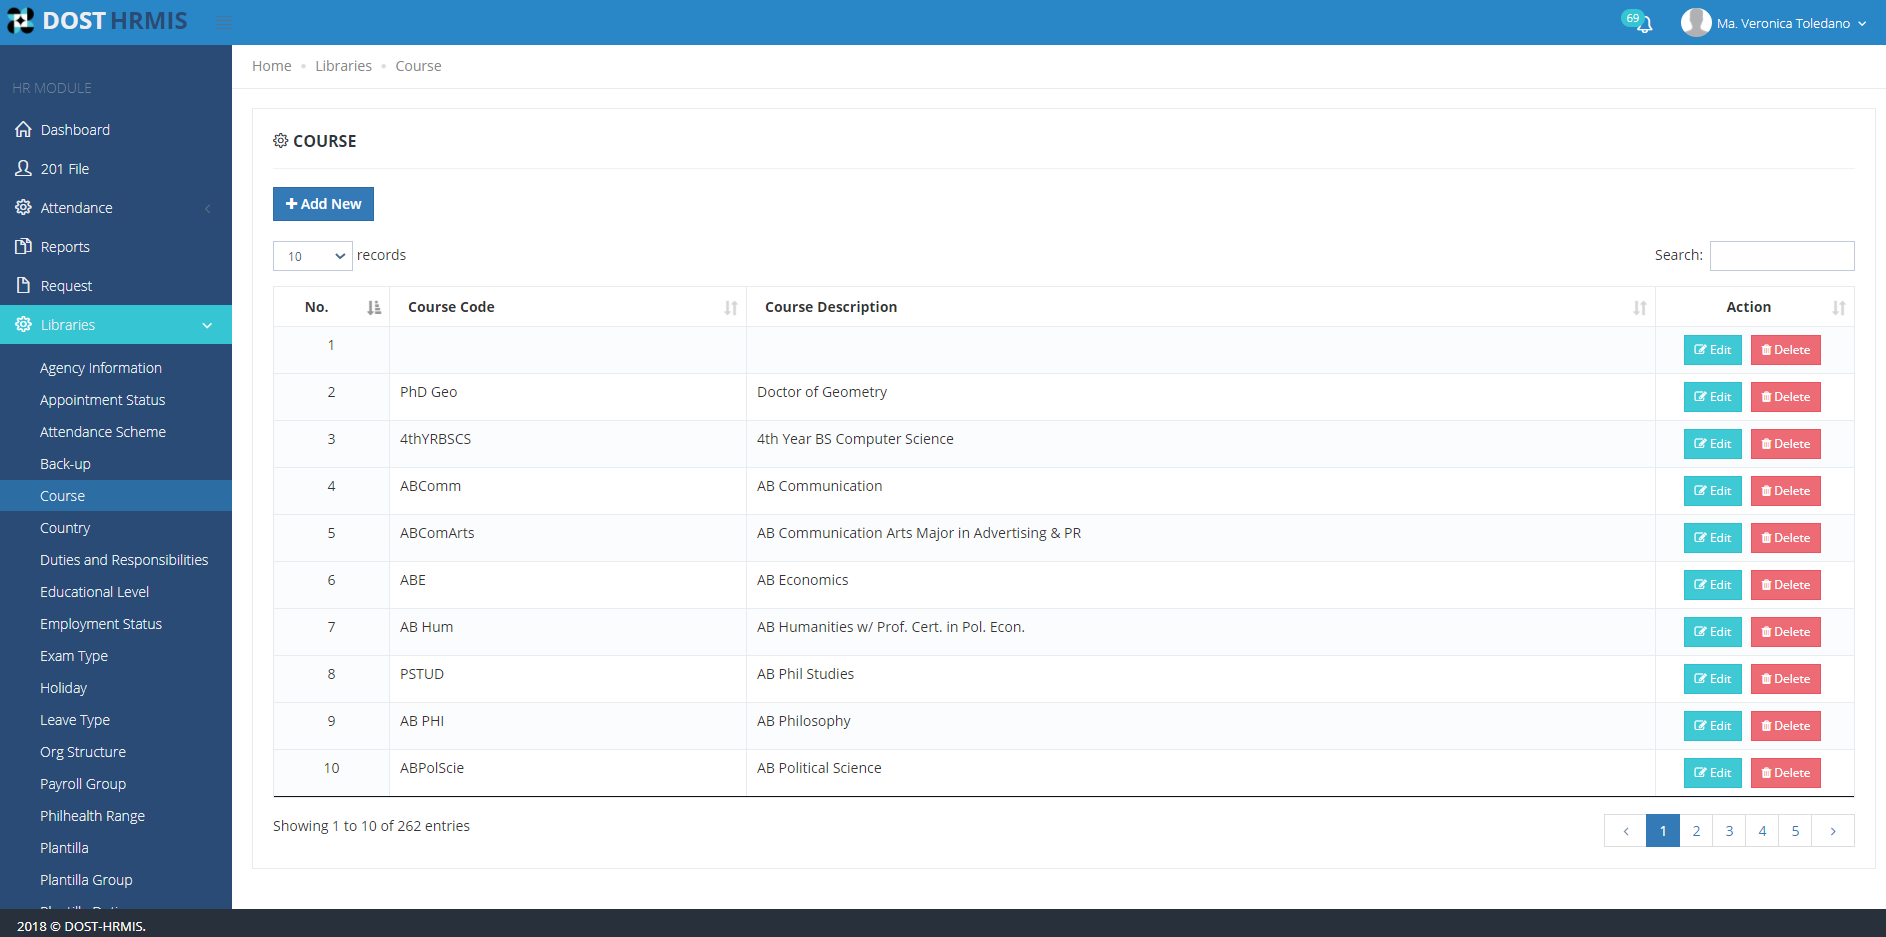 DOST HRMIS
69
Ma. Veronica Toledano
HR MODULE
Dashboard
201 File
Attendance
Reports
Request
Libraries
Agency Information
Appointment Status
Attendance Scheme
Back-up
Course
Country
Duties and Responsibilities
Educational Level
Employment Status
Exam Type
Holiday
Leave Type
Org Structure
Payroll Group
Philhealth Range
Plantilla
Plantilla Group
Home Libraries Course
COURSE
Add New
10 records
Search:
No. Course Code Course Description Action
1 Edit Delete
2 PhD Geo Doctor of Geometry Edit Delete
3 4thYRBSCS 4th Year BS Computer Science Edit Delete
4 ABComm AB Communication Edit Delete
5 ABComArts AB Communication Arts Major in Advertising & PR Edit Delete
6 ABE AB Economics Edit Delete
7 AB Hum AB Humanities w/ Prof. Cert. in Pol. Econ. Edit Delete
8 PSTUD AB Phil Studies Edit Delete
9 AB PHI AB Philosophy Edit Delete
10 ABPolScie AB Political Science Edit Delete
Showing 1 to 10 of 262 entries
1 2 3 4 5
2018 © DOST-HRMIS.